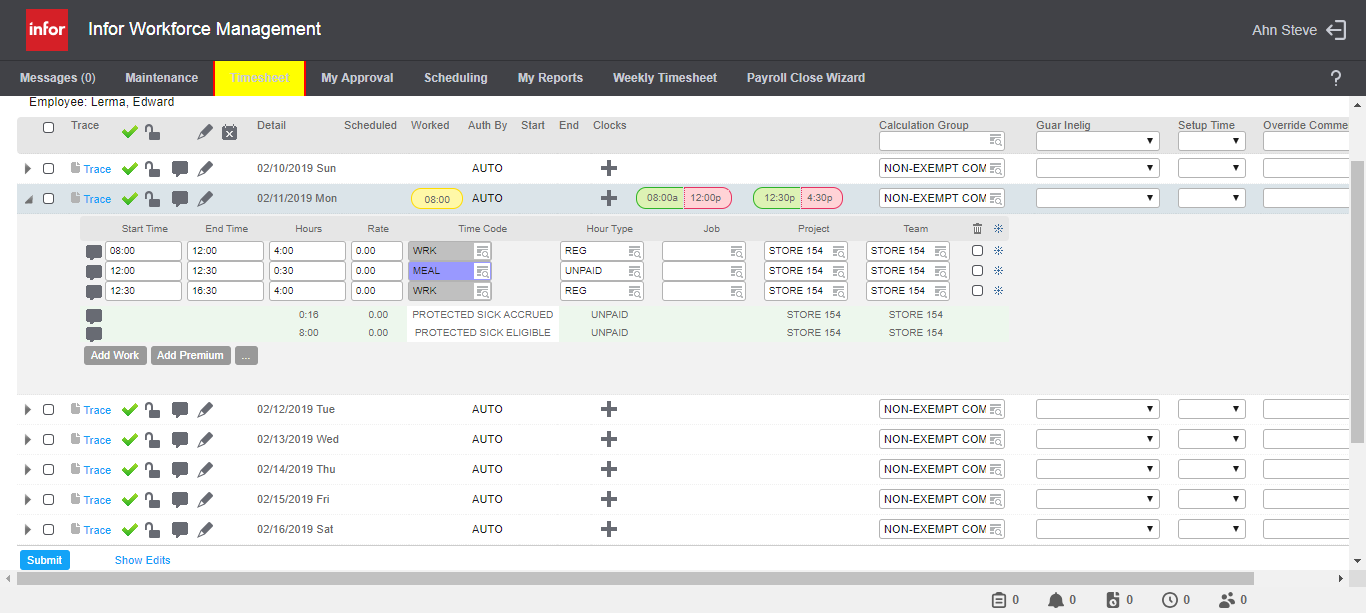 infor Infor Workforce Management Ahn Steve
Messages (0) Maintenance Timesheet My Approval Scheduling My Reports Weekly Timesheet Payroll Close Wizard ?
Employee: Lerma, Edward
Trace Detail Scheduled Worked Auth By Start End Clocks Calculation Group Guar Inelig Setup Time Override Comme
Trace 02/10/2019 Sun AUTO NON-EXEMPT COM
Trace 02/11/2019 Mon 08:00 AUTO 08:00a 12:00p 12:30p 4:30p NON-EXEMPT COM
Start Time End Time Hours Rate Time Code Hour Type Job Project Team
08:00 12:00 4:00 0.00 WRK REG STORE 154 STORE 154
12:00 12:30 0:30 0.00 MEAL UNPAID STORE 154 STORE 154
12:30 16:30 4:00 0.00 WRK REG STORE 154 STORE 154
0:16 0.00 PROTECTED SICK ACCRUED UNPAID STORE 154 STORE 154
8:00 0.00 PROTECTED SICK ELIGIBLE UNPAID STORE 154 STORE 154
Add Work Add Premium ...
Trace 02/12/2019 Tue AUTO NON-EXEMPT COM
Trace 02/13/2019 Wed AUTO NON-EXEMPT COM
Trace 02/14/2019 Thu AUTO NON-EXEMPT COM
Trace 02/15/2019 Fri AUTO NON-EXEMPT COM
Trace 02/16/2019 Sat AUTO NON-EXEMPT COM
Submit Show Edits
0 0 0 0 0